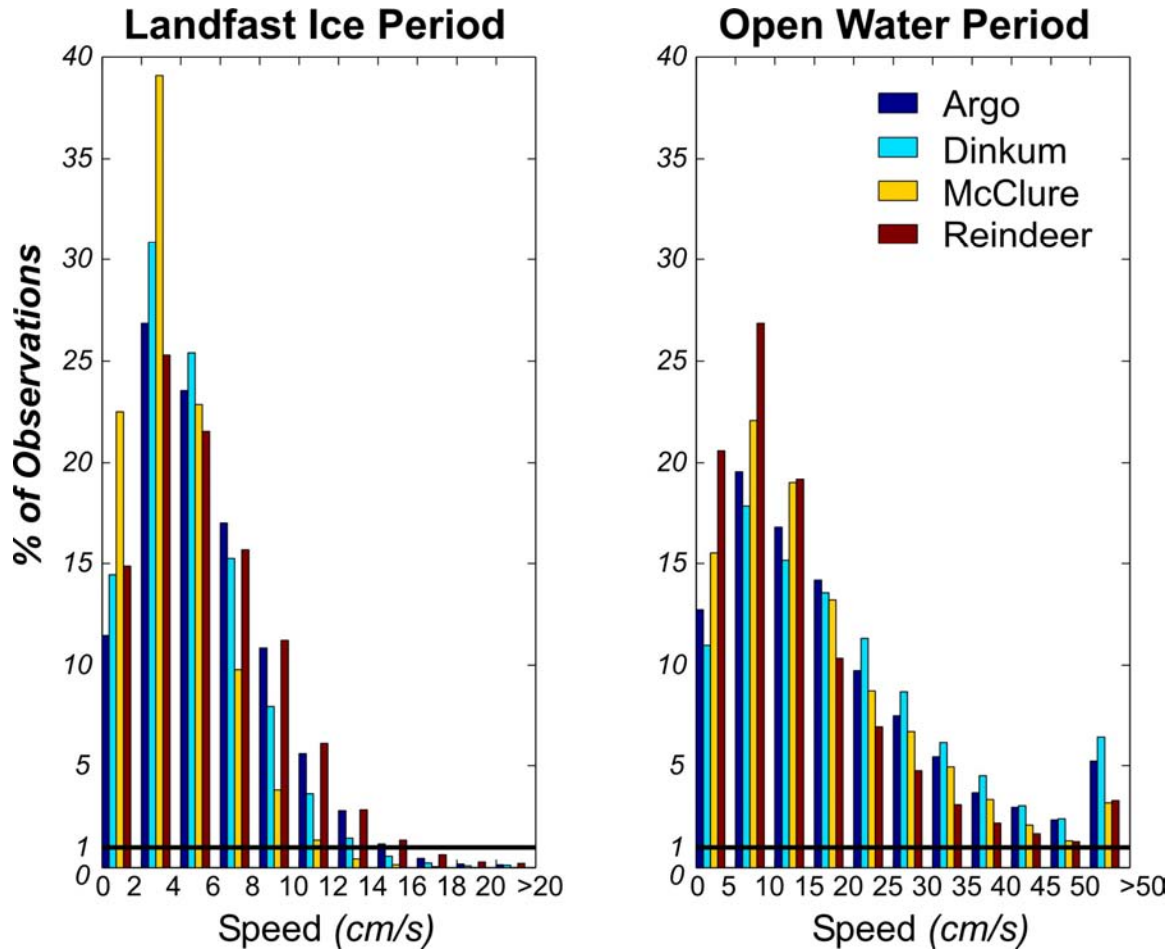 Landfast Ice Period
40
35
30
25
20
15
10
5
1
0
% of Observations
0 2 4 6 8 10 12 14 16 18 20 >20
Speed (cm/s)
Open Water Period
Argo
Dinkum
McClure
Reindeer
40
35
30
25
20
15
10
5
1
0
0 5 10 15 20 25 30 35 40 45 50 >50
Speed (cm/s)